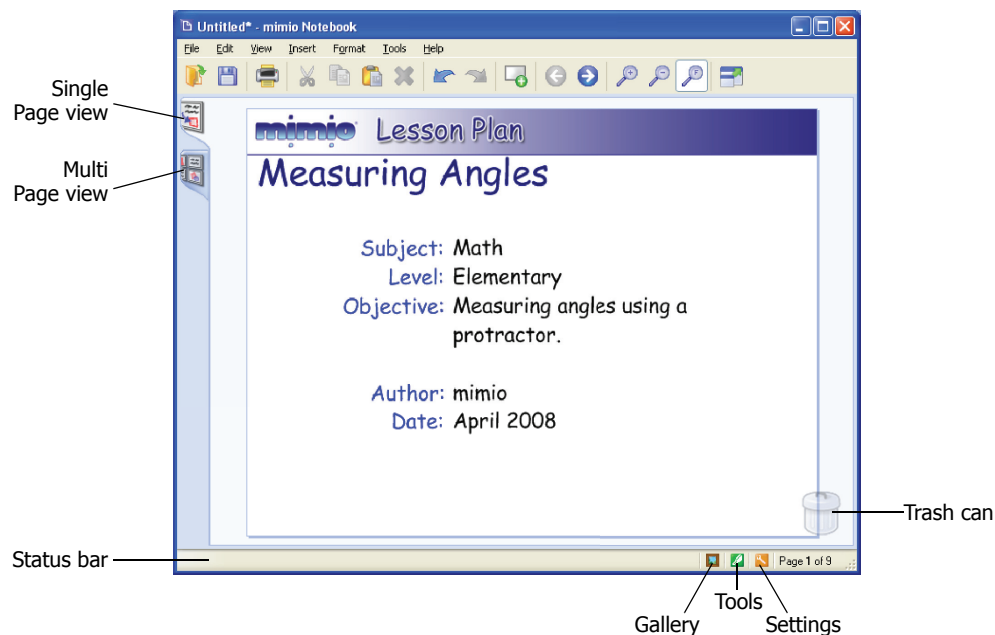 Untitled* - mimio Notebook
File Edit View Insert Format Tools Help
Single
Page view
mimio Lesson Plan
Multi
Page view
Measuring Angles
Subject: Math
Level: Elementary
Objective: Measuring angles using a
protractor.
Author: mimio
Date: April 2008
Trash can
Status bar
Page 1 of 9
Gallery
Tools
Settings